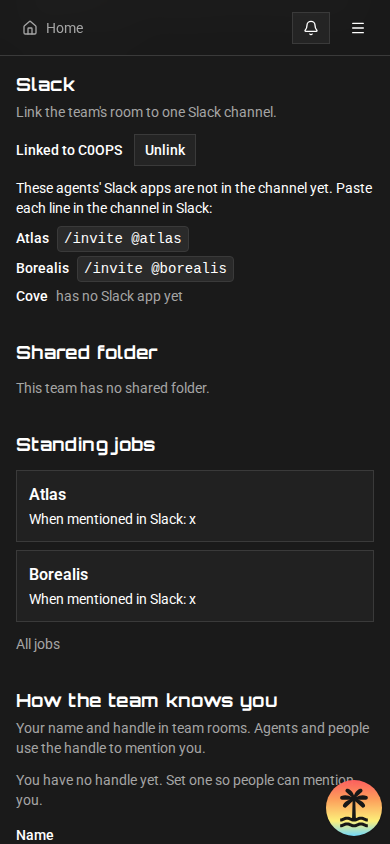 Home
Slack
Link the team's room to one Slack channel.
Linked to C0OPS Unlink
These agents' Slack apps are not in the channel yet. Paste
each line in the channel in Slack:
Atlas /invite @atlas
Borealis /invite @borealis
Cove has no Slack app yet
Shared folder
This team has no shared folder.
Standing jobs
Atlas
When mentioned in Slack: x
Borealis
When mentioned in Slack: x
All jobs
How the team knows you
Your name and handle in team rooms. Agents and people
use the handle to mention you.
You have no handle yet. Set one so people can mention
you.
Name